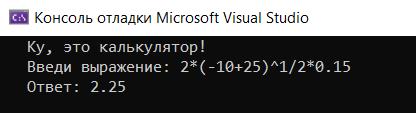 Консоль отладки Microsoft Visual Studio
Ку, это калькулятор!
Введи выражение: 2*(-10+25)^1/2*0.15
Ответ: 2.25